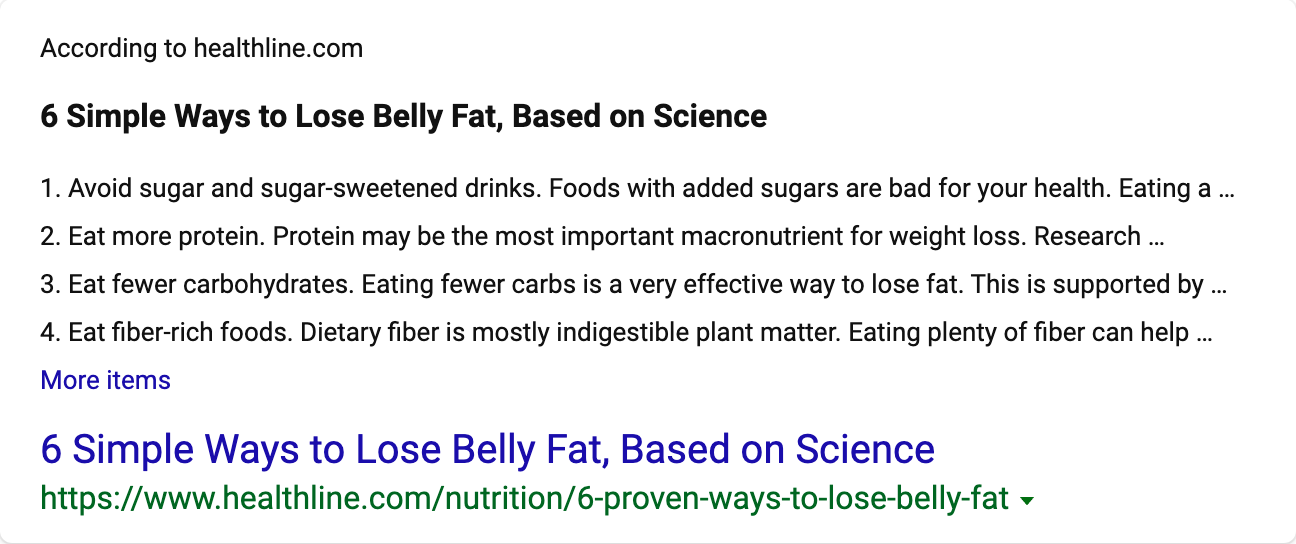 According to healthline.com
6 Simple Ways to Lose Belly Fat, Based on Science
1. Avoid sugar and sugar-sweetened drinks. Foods with added sugars are bad for your health. Eating a ...
2. Eat more protein. Protein may be the most important macronutrient for weight loss. Research ...
3. Eat fewer carbohydrates. Eating fewer carbs is a very effective way to lose fat. This is supported by ...
4. Eat fiber-rich foods. Dietary fiber is mostly indigestible plant matter. Eating plenty of fiber can help ...
More items
6 Simple Ways to Lose Belly Fat, Based on Science
https://www.healthline.com/nutrition/6-proven-ways-to-lose-belly-fat